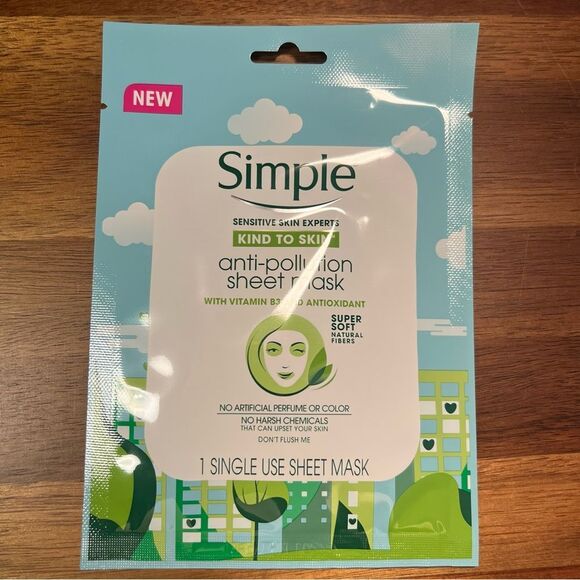 NEW
Simple
SENSITIVE SKIN EXPERTS
KIND TO SKIN
anti-pollution
sheet mask
WITH VITAMIN B3 AND ANTIOXIDANT
SUPER
SOFT
NATURAL
FIBERS
NO ARTIFICIAL PERFUME OR COLOR
NO HARSH CHEMICALS
THAT CAN UPSET YOUR SKIN
DON'T FLUSH ME
1 SINGLE USE SHEET MASK